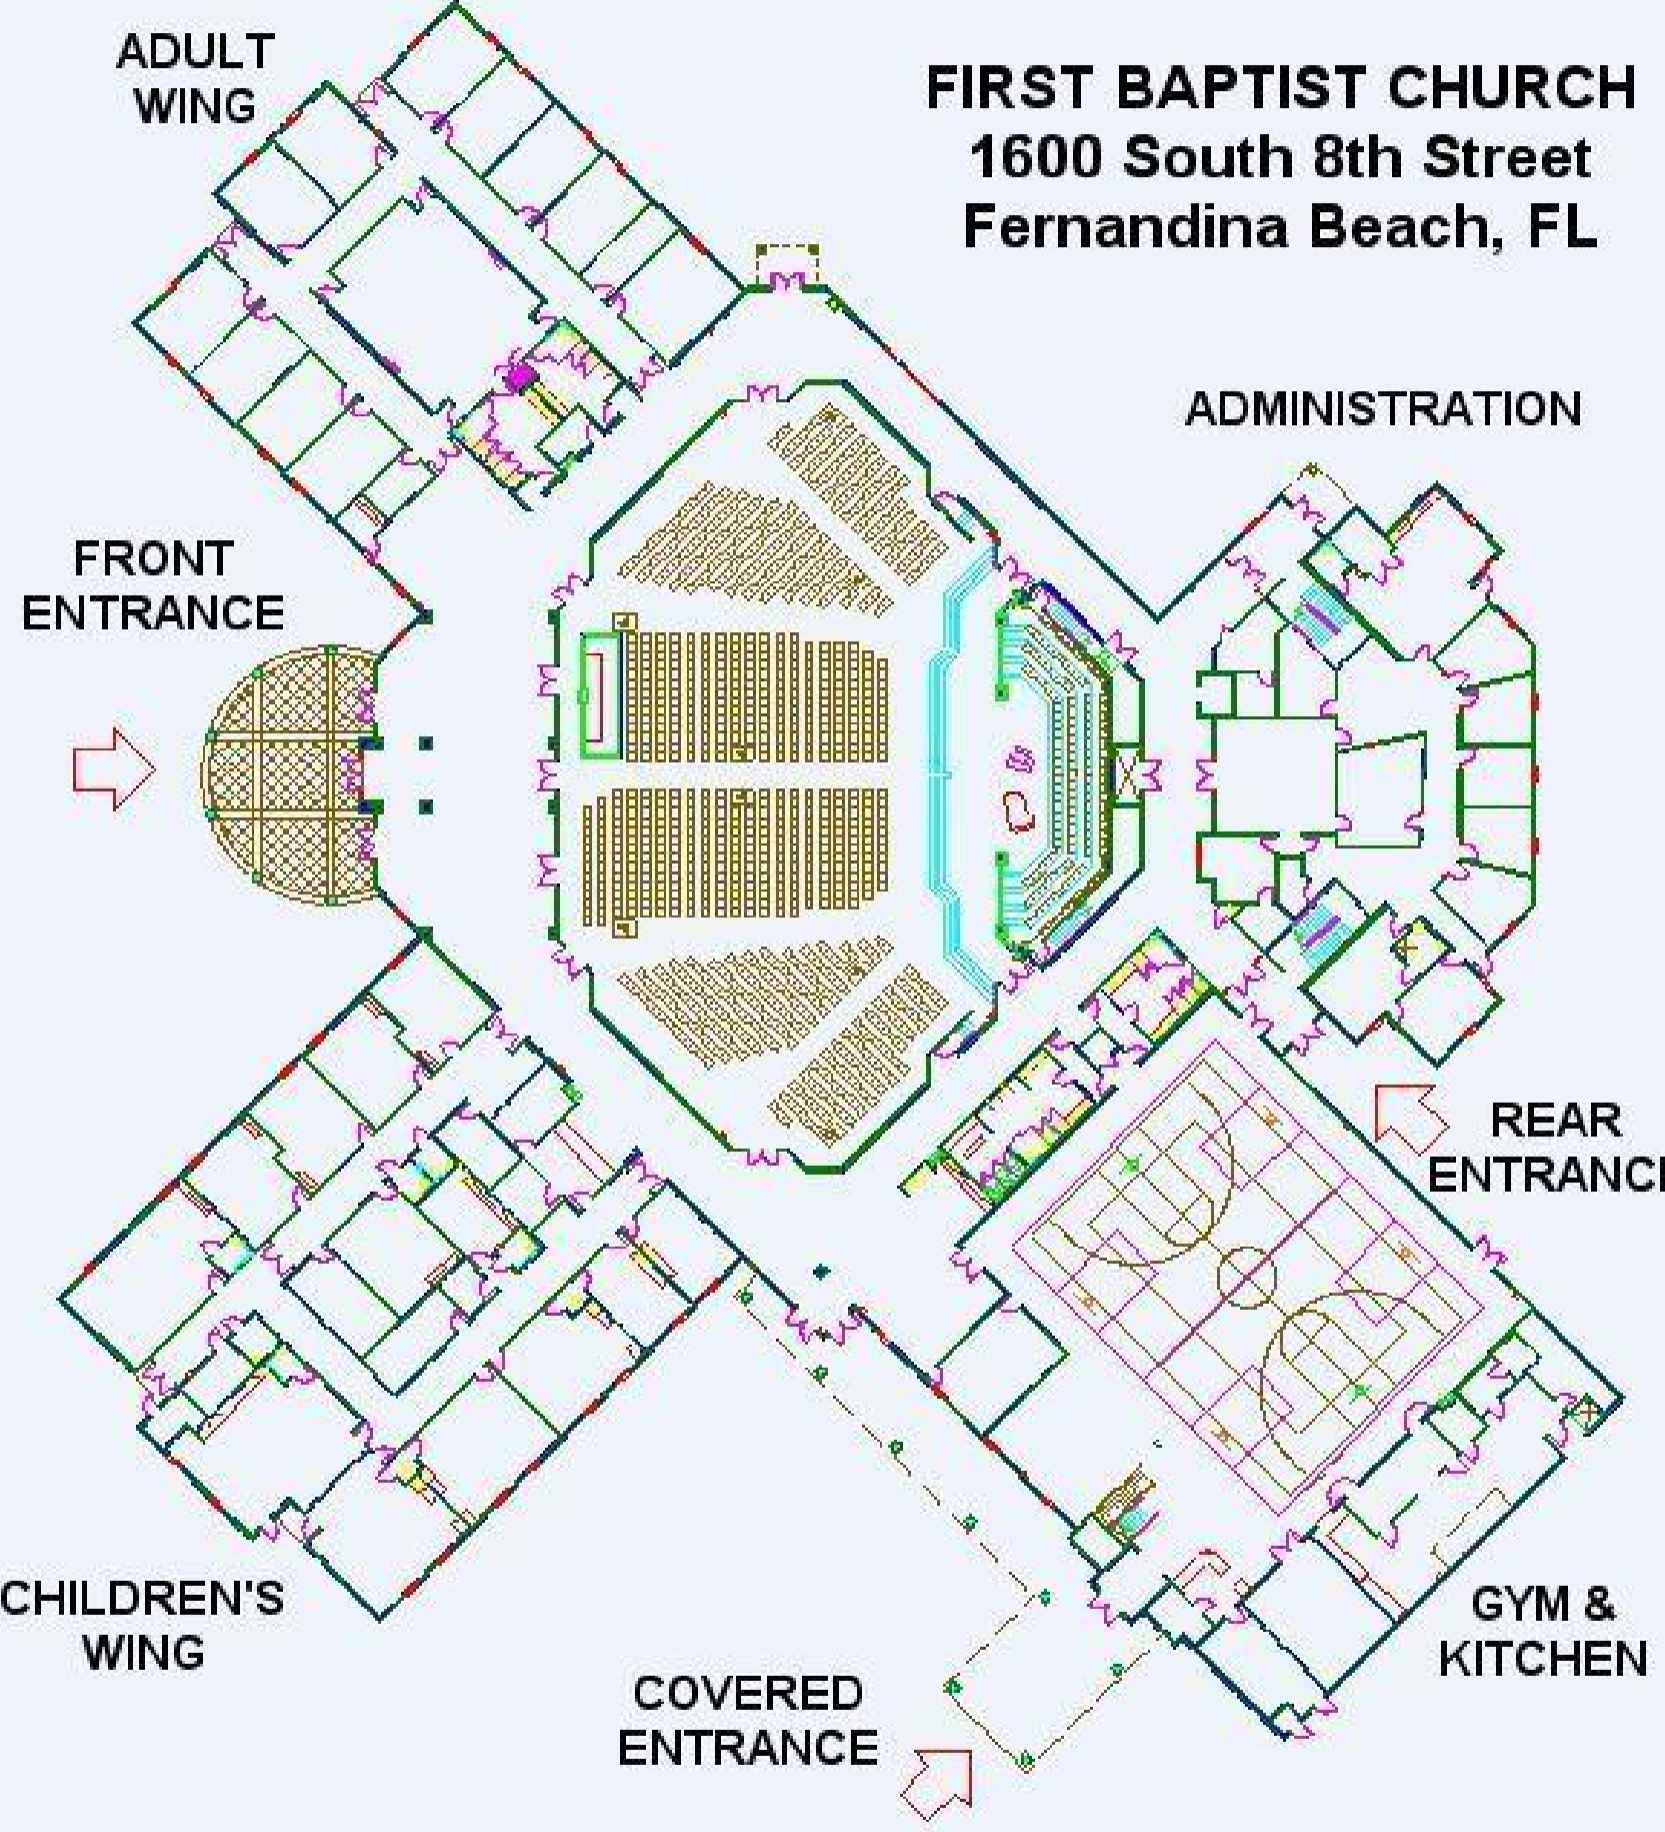 ADULT
WING
FIRST BAPTIST CHURCH
1600 South 8th Street
Fernandina Beach, FL
ADMINISTRATION
FRONT
ENTRANCE
REAR
ENTRANCE
CHILDREN'S
WING
GYM &
KITCHEN
COVERED
ENTRANCE